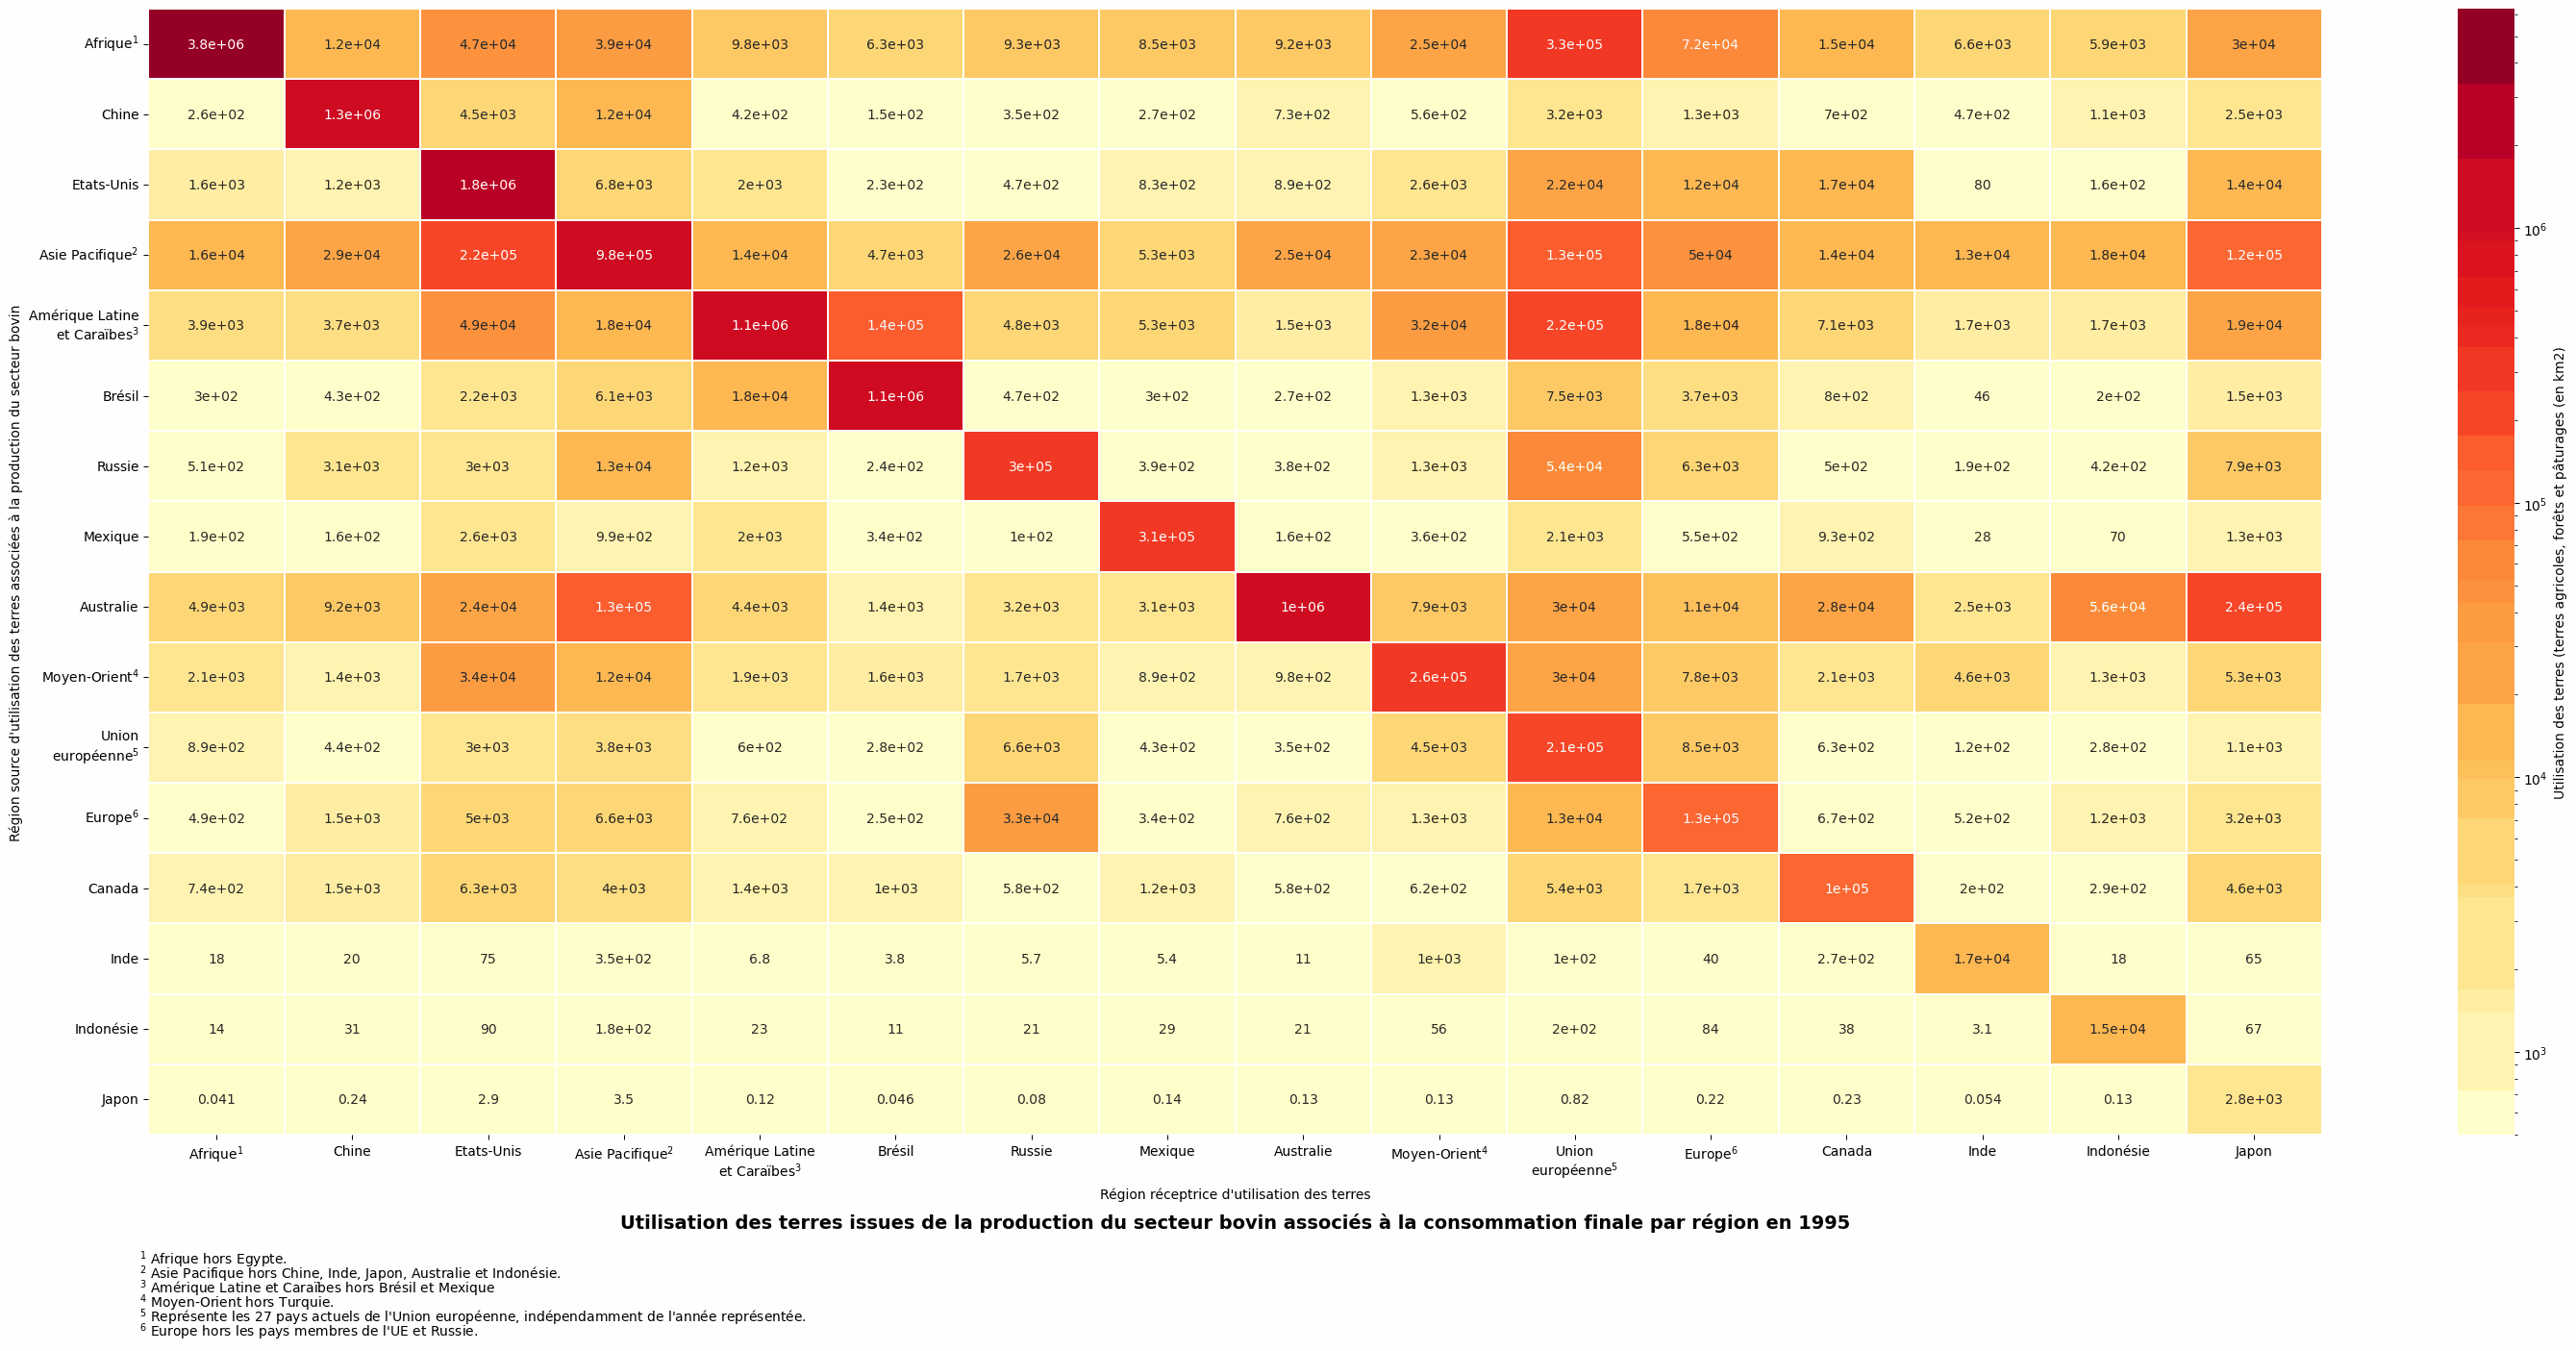 Afrique¹ 3.8e+06 1.2e+04 4.7e+04 3.9e+04 9.8e+03 6.3e+03 9.3e+03 8.5e+03 9.2e+03 2.5e+04 3.3e+05 7.2e+04 1.5e+04 6.6e+03 5.9e+03 3e+04
Chine 2.6e+02 1.3e+06 4.5e+03 1.2e+04 4.2e+02 1.5e+02 3.5e+02 2.7e+02 7.3e+02 5.6e+02 3.2e+03 1.3e+03 7e+02 4.7e+02 1.1e+03 2.5e+03
Etats-Unis 1.6e+03 1.2e+03 1.8e+06 6.8e+03 2e+03 2.3e+02 4.7e+02 8.3e+02 8.9e+02 2.6e+03 2.2e+04 1.2e+04 1.7e+04 80 1.6e+02 1.4e+04
Asie Pacifique² 1.6e+04 2.9e+04 2.2e+05 9.8e+05 1.4e+04 4.7e+03 2.6e+04 5.3e+03 2.5e+04 2.3e+04 1.3e+05 5e+04 1.4e+04 1.3e+04 1.8e+04 1.2e+05
Amérique Latine
et Caraïbes³ 3.9e+03 3.7e+03 4.9e+04 1.8e+04 1.1e+06 1.4e+05 4.8e+03 5.3e+03 1.5e+03 3.2e+04 2.2e+05 1.8e+04 7.1e+03 1.7e+03 1.7e+03 1.9e+04
Brésil 3e+02 4.3e+02 2.2e+03 6.1e+03 1.8e+04 1.1e+06 4.7e+02 3e+02 2.7e+02 1.3e+03 7.5e+03 3.7e+03 8e+02 46 2e+02 1.5e+03
Russie 5.1e+02 3.1e+03 3e+03 1.3e+04 1.2e+03 2.4e+02 3e+05 3.9e+02 3.8e+02 1.3e+03 5.4e+04 6.3e+03 5e+02 1.9e+02 4.2e+02 7.9e+03
Mexique 1.9e+02 1.6e+02 2.6e+03 9.9e+02 2e+03 3.4e+02 1e+02 3.1e+05 1.6e+02 3.6e+02 2.1e+03 5.5e+02 9.3e+02 28 70 1.3e+03
Australie 4.9e+03 9.2e+03 2.4e+04 1.3e+05 4.4e+03 1.4e+03 3.2e+03 3.1e+03 1e+06 7.9e+03 3e+04 1.1e+04 2.8e+04 2.5e+03 5.6e+04 2.4e+05
Moyen-Orient⁴ 2.1e+03 1.4e+03 3.4e+04 1.2e+04 1.9e+03 1.6e+03 1.7e+03 8.9e+02 9.8e+02 2.6e+05 3e+04 7.8e+03 2.1e+03 4.6e+03 1.3e+03 5.3e+03
Union
européenne⁵ 8.9e+02 4.4e+02 3e+03 3.8e+03 6e+02 2.8e+02 6.6e+03 4.3e+02 3.5e+02 4.5e+03 2.1e+05 8.5e+03 6.3e+02 1.2e+02 2.8e+02 1.1e+03
Europe⁶ 4.9e+02 1.5e+03 5e+03 6.6e+03 7.6e+02 2.5e+02 3.3e+04 3.4e+02 7.6e+02 1.3e+03 1.3e+04 1.3e+05 6.7e+02 5.2e+02 1.2e+03 3.2e+03
Canada 7.4e+02 1.5e+03 6.3e+03 4e+03 1.4e+03 1e+03 5.8e+02 1.2e+03 5.8e+02 6.2e+02 5.4e+03 1.7e+03 1e+05 2e+02 2.9e+02 4.6e+03
Inde 18 20 75 3.5e+02 6.8 3.8 5.7 5.4 11 1e+03 1e+02 40 2.7e+02 1.7e+04 18 65
Indonésie 14 31 90 1.8e+02 23 11 21 29 21 56 2e+02 84 38 3.1 1.5e+04 67
Japon 0.041 0.24 2.9 3.5 0.12 0.046 0.08 0.14 0.13 0.13 0.82 0.22 0.23 0.054 0.13 2.8e+03
Afrique¹ Chine Etats-Unis Asie Pacifique² Amérique Latine Brésil Russie Mexique Australie Moyen-Orient⁴ Union Europe⁶ Canada Inde Indonésie Japon
et Caraïbes³ européenne⁵
Région source d'utilisation des terres associées à la production du secteur bovin
Région réceptrice d'utilisation des terres
10⁶
10⁵
10⁴
10³
Utilisation des terres (terres agricoles, forêts et pâturages (en km2)
Utilisation des terres issues de la production du secteur bovin associés à la consommation finale par région en 1995
¹ Afrique hors Egypte.
² Asie Pacifique hors Chine, Inde, Japon, Australie et Indonésie.
³ Amérique Latine et Caraïbes hors Brésil et Mexique
⁴ Moyen-Orient hors Turquie.
⁵ Représente les 27 pays actuels de l'Union européenne, indépendamment de l'année représentée.
⁶ Europe hors les pays membres de l'UE et Russie.